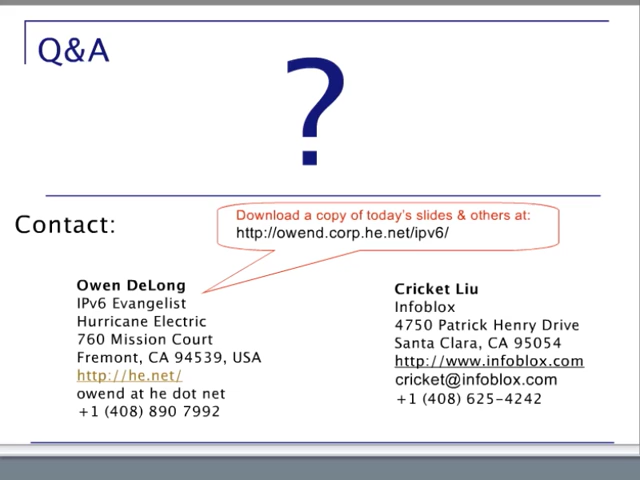 Q&A
?
Contact:
Download a copy of today's slides & others at:
http://owend.corp.he.net/ipv6/
Owen DeLong
IPv6 Evangelist
Hurricane Electric
760 Mission Court
Fremont, CA 94539, USA
http://he.net/
owend at he dot net
+1 (408) 890 7992
Cricket Liu
Infoblox
4750 Patrick Henry Drive
Santa Clara, CA 95054
http://www.infoblox.com
cricket@infoblox.com
+1 (408) 625-4242